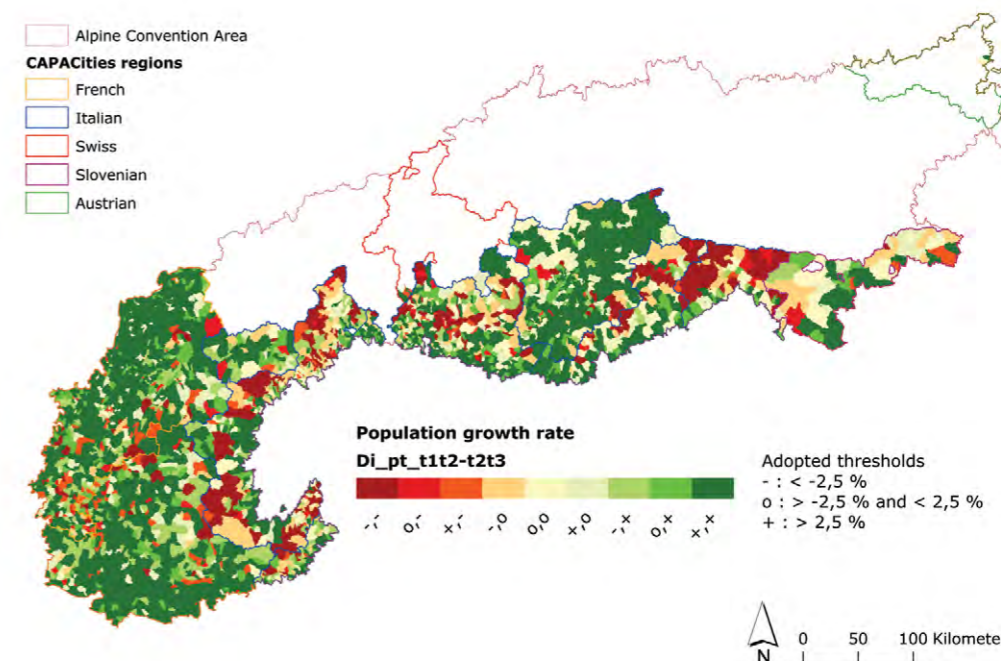 Alpine Convention Area
CAPACities regions
French
Italian
Swiss
Slovenian
Austrian
Population growth rate
Di_pt_t1t2-t2t3
-,- o,- +,- -,o o,o +,o -,+ o,+ +,+
Adopted thresholds
- : < -2,5 %
o : > -2,5 % and < 2,5 %
+ : > 2,5 %
N
0 50 100 Kilomete